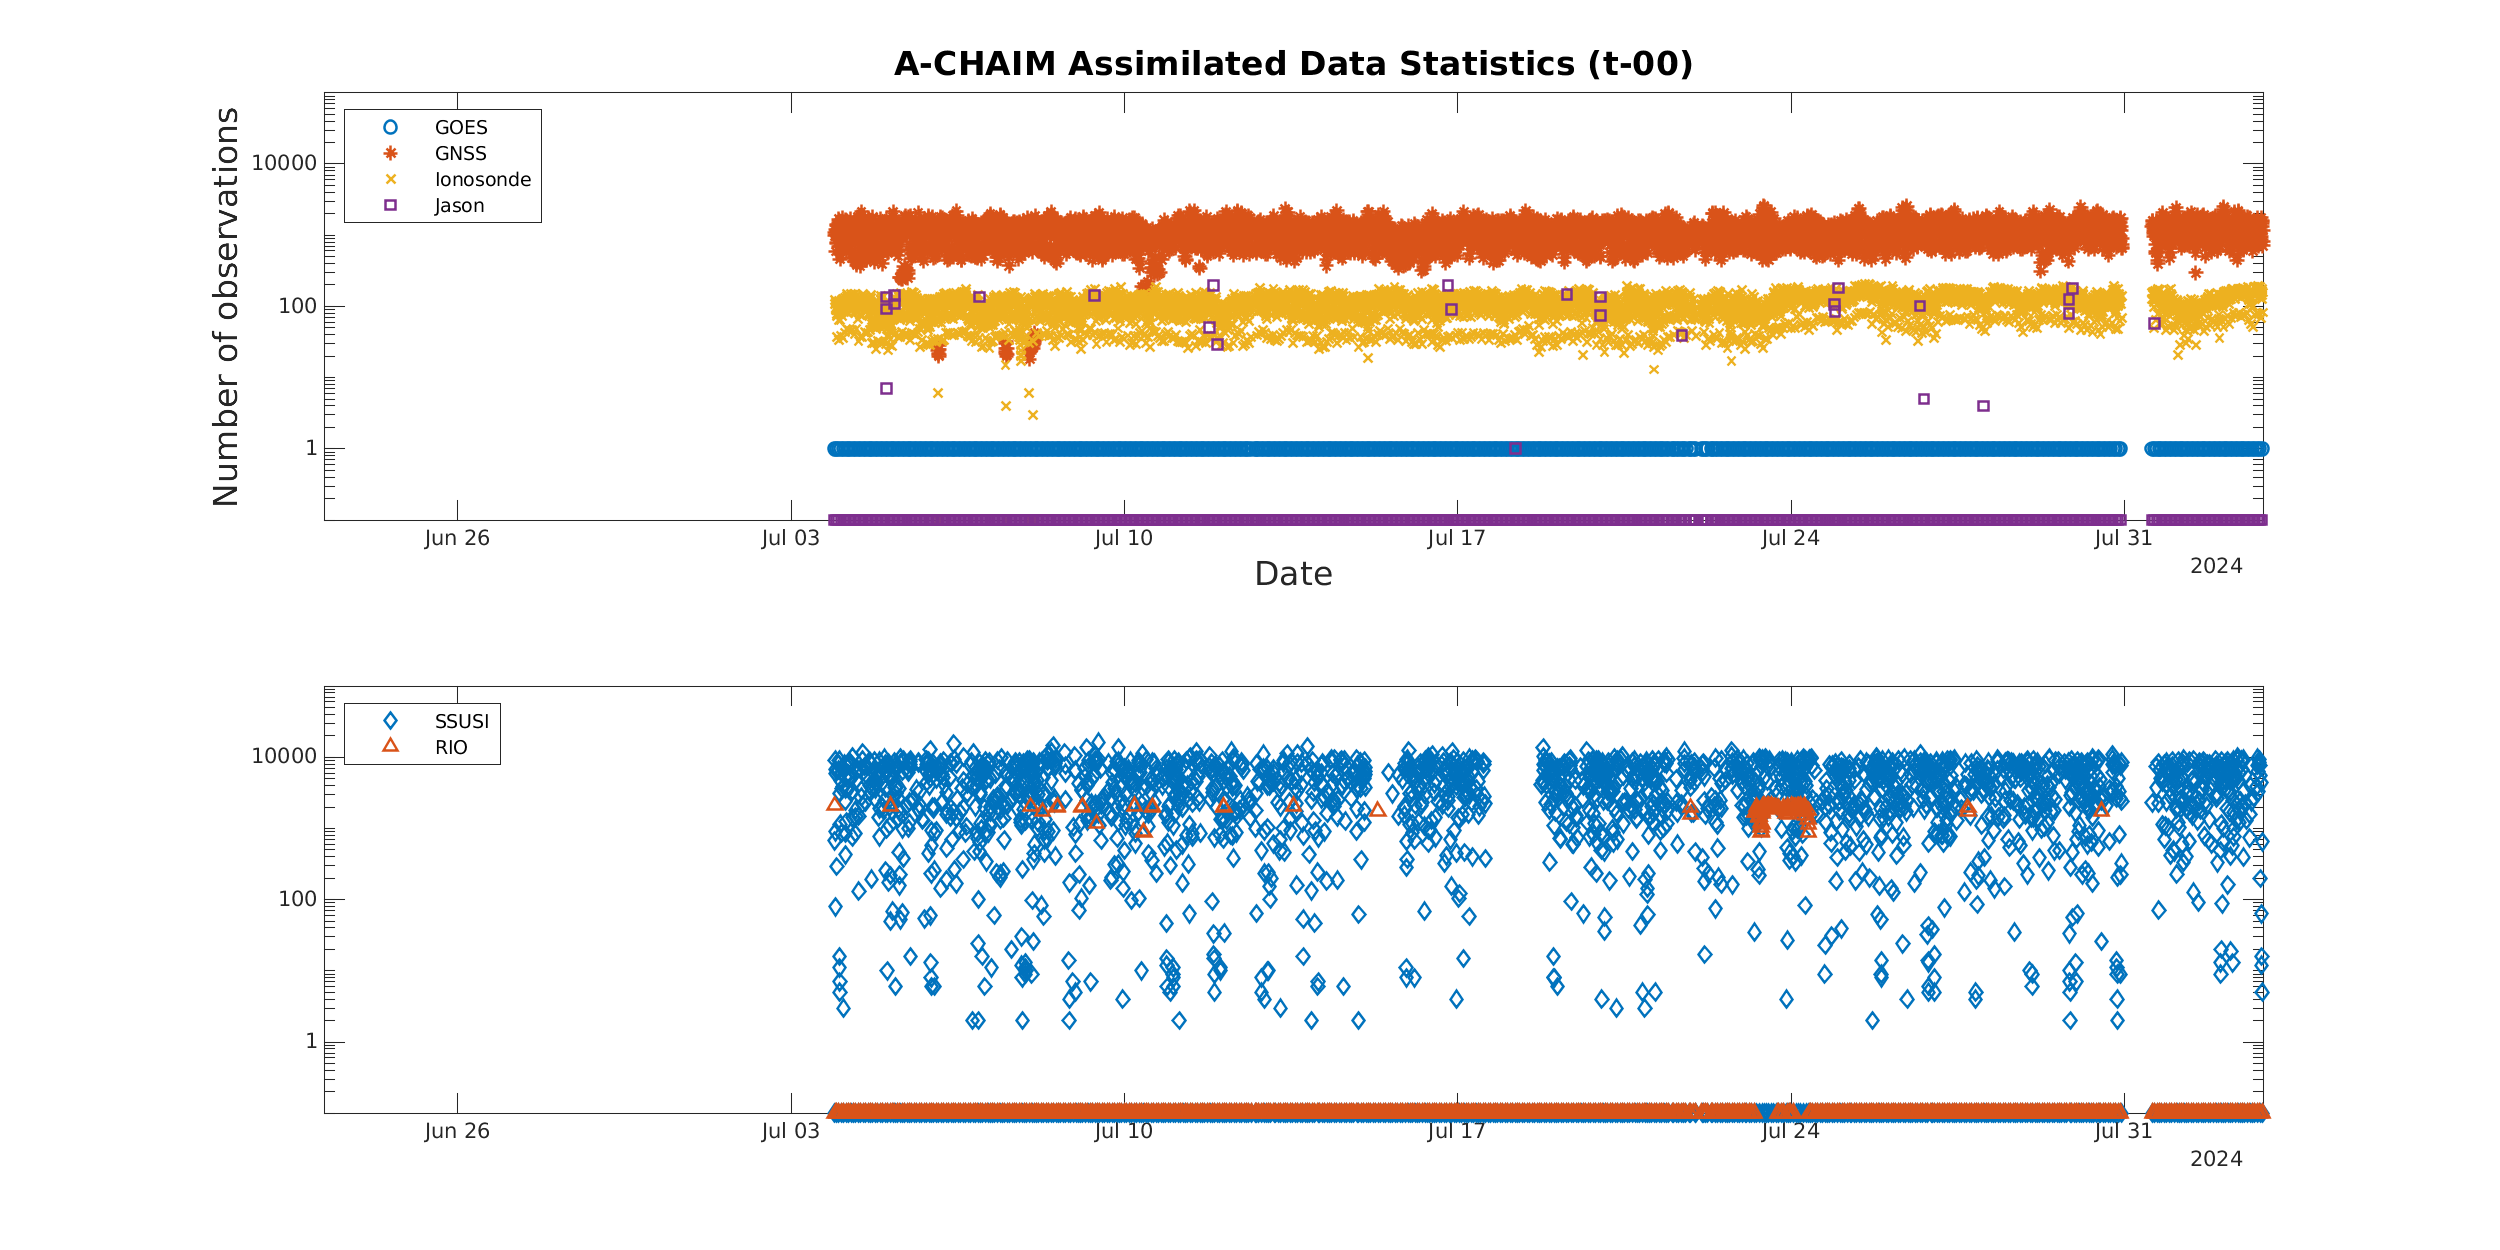 A-CHAIM Assimilated Data Statistics (t-00)
Number of observations
10000
100
1
GOES
GNSS
Ionosonde
Jason
Jun 26
Jul 03
Jul 10
Jul 17
Jul 24
Jul 31
2024
Date
10000
100
1
SSUSI
RIO
Jun 26
Jul 03
Jul 10
Jul 17
Jul 24
Jul 31
2024